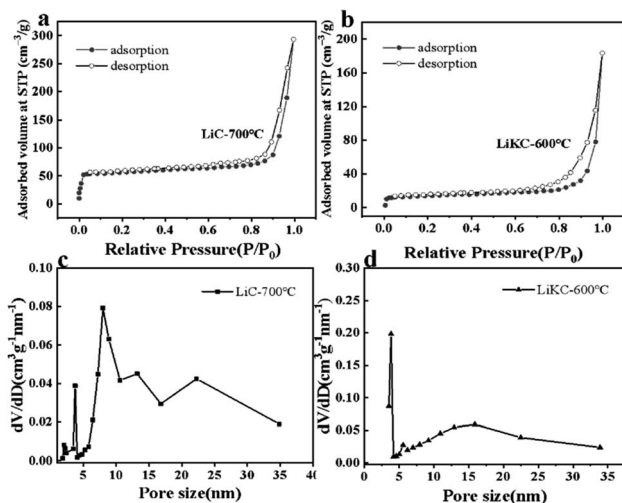 a
Adsorbed volume at STP (cm⁻³/g)
300
250
200
150
100
50
0
adsorption
desorption
LiC-700°C
0.0 0.2 0.4 0.6 0.8 1.0
Relative Pressure(P/P₀)
b
Adsorbed volume at STP (cm⁻³/g)
200
160
120
80
40
0
adsorption
desorption
LiKC-600°C
0.0 0.2 0.4 0.6 0.8 1.0
Relative Pressure(P/P₀)
c
dV/dD(cm³g⁻¹nm⁻¹)
0.10
0.08
0.06
0.04
0.02
0.00
LiC-700°C
0 5 10 15 20 25 30 35 40
Pore size(nm)
d
dV/dD(cm³g⁻¹nm⁻¹)
0.30
0.25
0.20
0.15
0.10
0.05
0.00
LiKC-600°C
0 5 10 15 20 25 30 35
Pore size(nm)